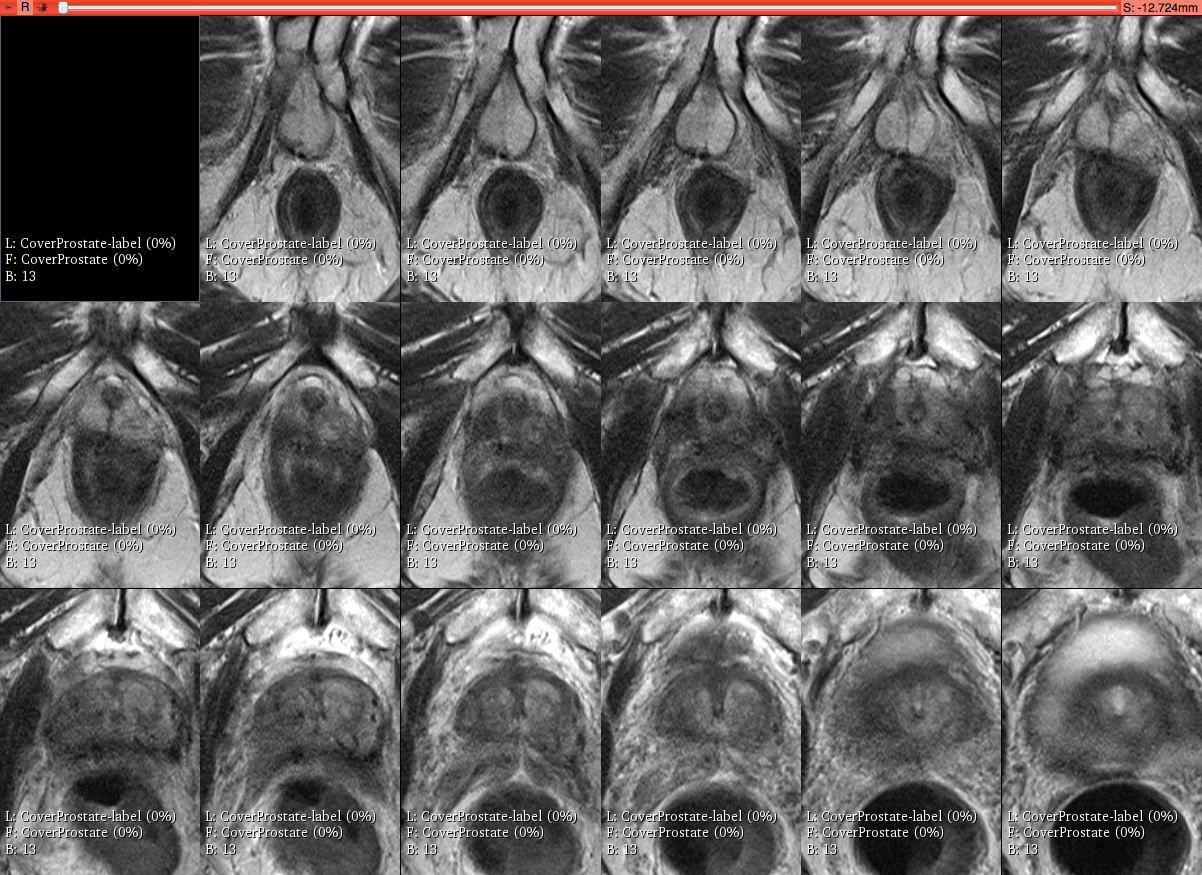 R S: -12.724mm
L: CoverProstate-label (0%)
F: CoverProstate (0%)
B: 13
L: CoverProstate-label (0%)
F: CoverProstate (0%)
B: 13
L: CoverProstate-label (0%)
F: CoverProstate (0%)
B: 13
L: CoverProstate-label (0%)
F: CoverProstate (0%)
B: 13
L: CoverProstate-label (0%)
F: CoverProstate (0%)
B: 13
L: CoverProstate-label (0%)
F: CoverProstate (0%)
B: 13
L: CoverProstate-label (0%)
F: CoverProstate (0%)
B: 13
L: CoverProstate-label (0%)
F: CoverProstate (0%)
B: 13
L: CoverProstate-label (0%)
F: CoverProstate (0%)
B: 13
L: CoverProstate-label (0%)
F: CoverProstate (0%)
B: 13
L: CoverProstate-label (0%)
F: CoverProstate (0%)
B: 13
L: CoverProstate-label (0%)
F: CoverProstate (0%)
B: 13
L: CoverProstate-label (0%)
F: CoverProstate (0%)
B: 13
L: CoverProstate-label (0%)
F: CoverProstate (0%)
B: 13
L: CoverProstate-label (0%)
F: CoverProstate (0%)
B: 13
L: CoverProstate-label (0%)
F: CoverProstate (0%)
B: 13
L: CoverProstate-label (0%)
F: CoverProstate (0%)
B: 13
L: CoverProstate-label (0%)
F: CoverProstate (0%)
B: 13